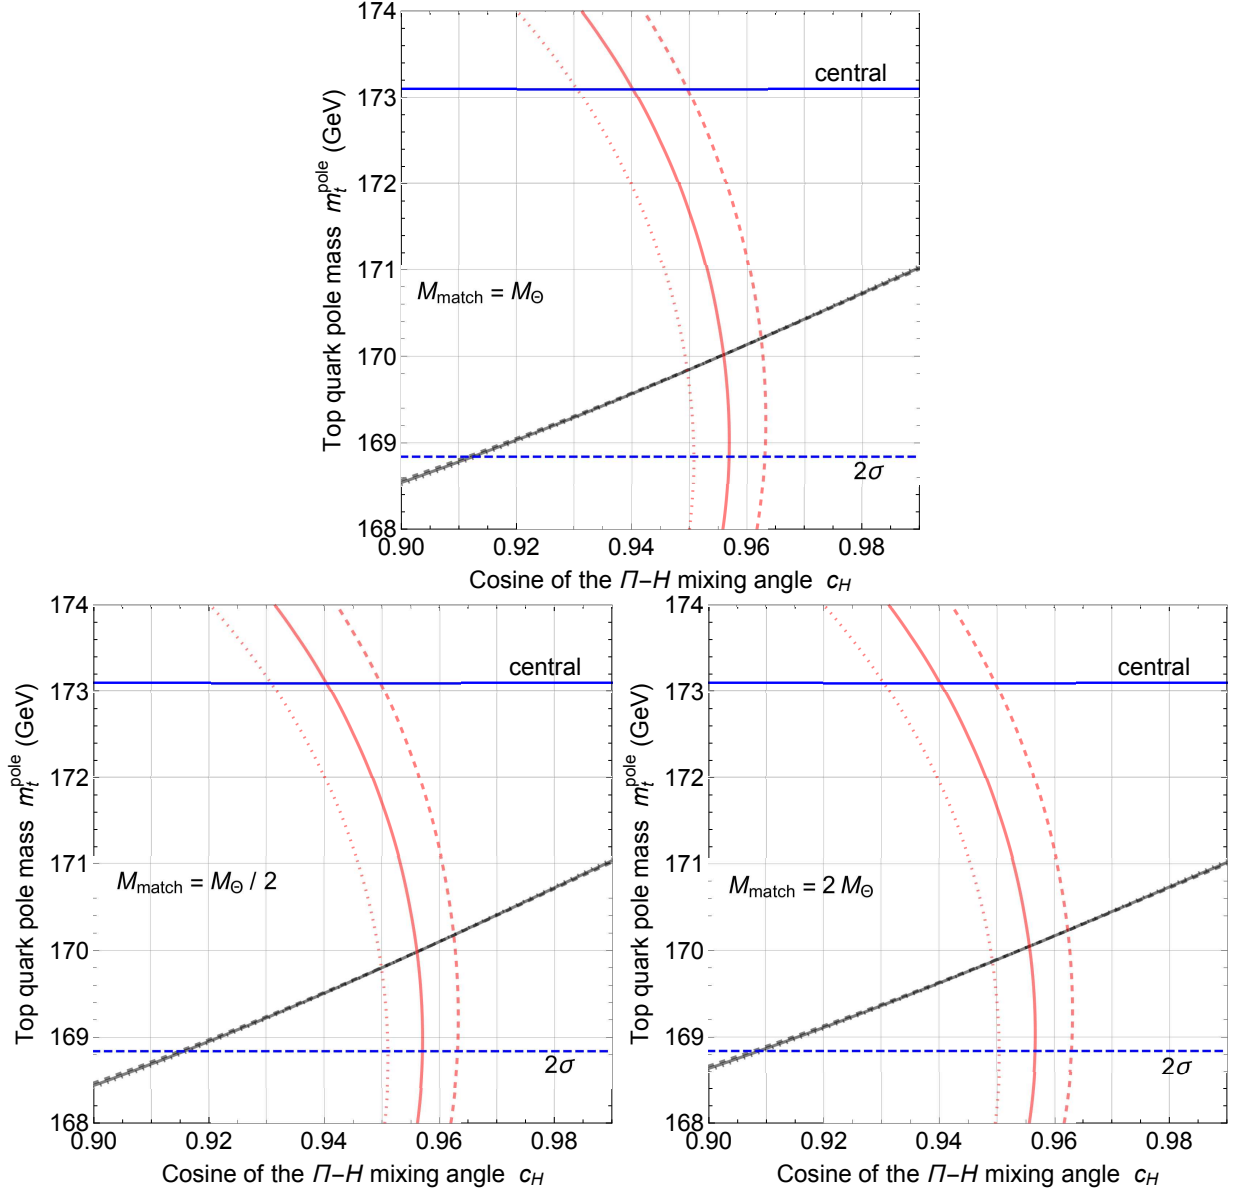 174
173
172
171
170
169
168
Top quark pole mass m_t^pole (GeV)
central
M_match = M_Θ
2σ
0.90 0.92 0.94 0.96 0.98
Cosine of the Π−H mixing angle c_H
174
173
172
171
170
169
168
Top quark pole mass m_t^pole (GeV)
central
M_match = M_Θ / 2
2σ
0.90 0.92 0.94 0.96 0.98
Cosine of the Π−H mixing angle c_H
174
173
172
171
170
169
168
Top quark pole mass m_t^pole (GeV)
central
M_match = 2 M_Θ
2σ
0.90 0.92 0.94 0.96 0.98
Cosine of the Π−H mixing angle c_H